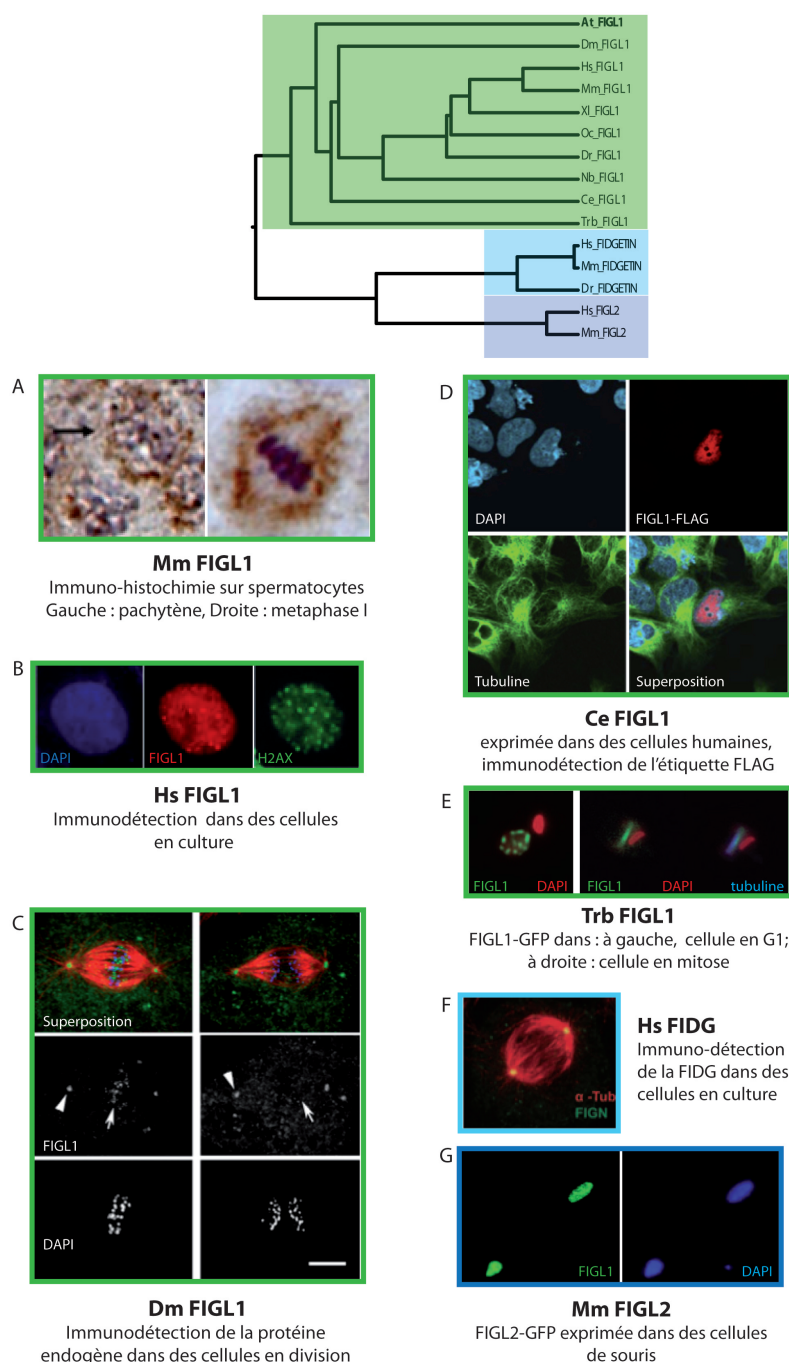 At_FIGL1
Dm_FIGL1
Hs_FIGL1
Mm_FIGL1
Xl_FIGL1
Oc_FIGL1
Dr_FIGL1
Nb_FIGL1
Ce_FIGL1
Trb_FIGL1
Hs_FIDGETIN
Mm_FIDGETIN
Dr_FIDGETIN
Hs_FIGL2
Mm_FIGL2
A
Mm FIGL1
Immuno-histochimie sur spermatocytes
Gauche : pachytène, Droite : metaphase I
B
DAPI
FIGL1
H2AX
Hs FIGL1
Immunodétection dans des cellules
en culture
C
Superposition
FIGL1
DAPI
Dm FIGL1
Immunodétection de la protéine
endogène dans des cellules en division
D
DAPI
FIGL1-FLAG
Tubuline
Superposition
Ce FIGL1
exprimée dans des cellules humaines,
immunodétection de l'étiquette FLAG
E
FIGL1 DAPI
FIGL1 DAPI tubuline
Trb FIGL1
FIGL1-GFP dans : à gauche, cellule en G1;
à droite : cellule en mitose
F
α -Tub
FIGN
Hs FIDG
Immuno-détection
de la FIDG dans des
cellules en culture
G
FIGL1
DAPI
Mm FIGL2
FIGL2-GFP exprimée dans des cellules
de souris